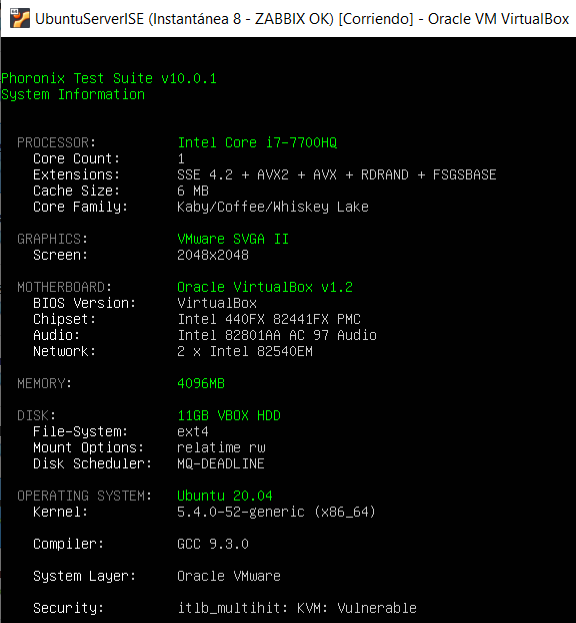 UbuntuServerISE (Instantánea 8 - ZABBIX OK) [Corriendo] - Oracle VM VirtualBox
Phoronix Test Suite v10.0.1
System Information
PROCESSOR: Intel Core i7-7700HQ
Core Count: 1
Extensions: SSE 4.2 + AVX2 + AVX + RDRAND + FSGSBASE
Cache Size: 6 MB
Core Family: Kaby/Coffee/Whiskey Lake
GRAPHICS: VMware SVGA II
Screen: 2048x2048
MOTHERBOARD: Oracle VirtualBox v1.2
BIOS Version: VirtualBox
Chipset: Intel 440FX 82441FX PMC
Audio: Intel 82801AA AC 97 Audio
Network: 2 x Intel 82540EM
MEMORY: 4096MB
DISK: 11GB VBOX HDD
File-System: ext4
Mount Options: relatime rw
Disk Scheduler: MQ-DEADLINE
OPERATING SYSTEM: Ubuntu 20.04
Kernel: 5.4.0-52-generic (x86_64)
Compiler: GCC 9.3.0
System Layer: Oracle VMware
Security: itlb_multihit: KVM: Vulnerable